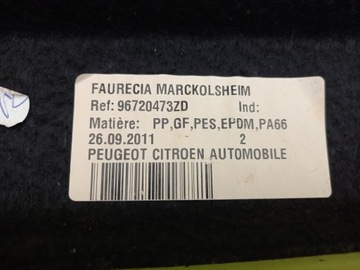 FAURECIA MARCKOLSHEIM
Ref: 96720473ZD Ind:
Matière: PP,GF,PES,EPDM,PA66
26.09.2011 2
PEUGEOT CITROEN AUTOMOBILE